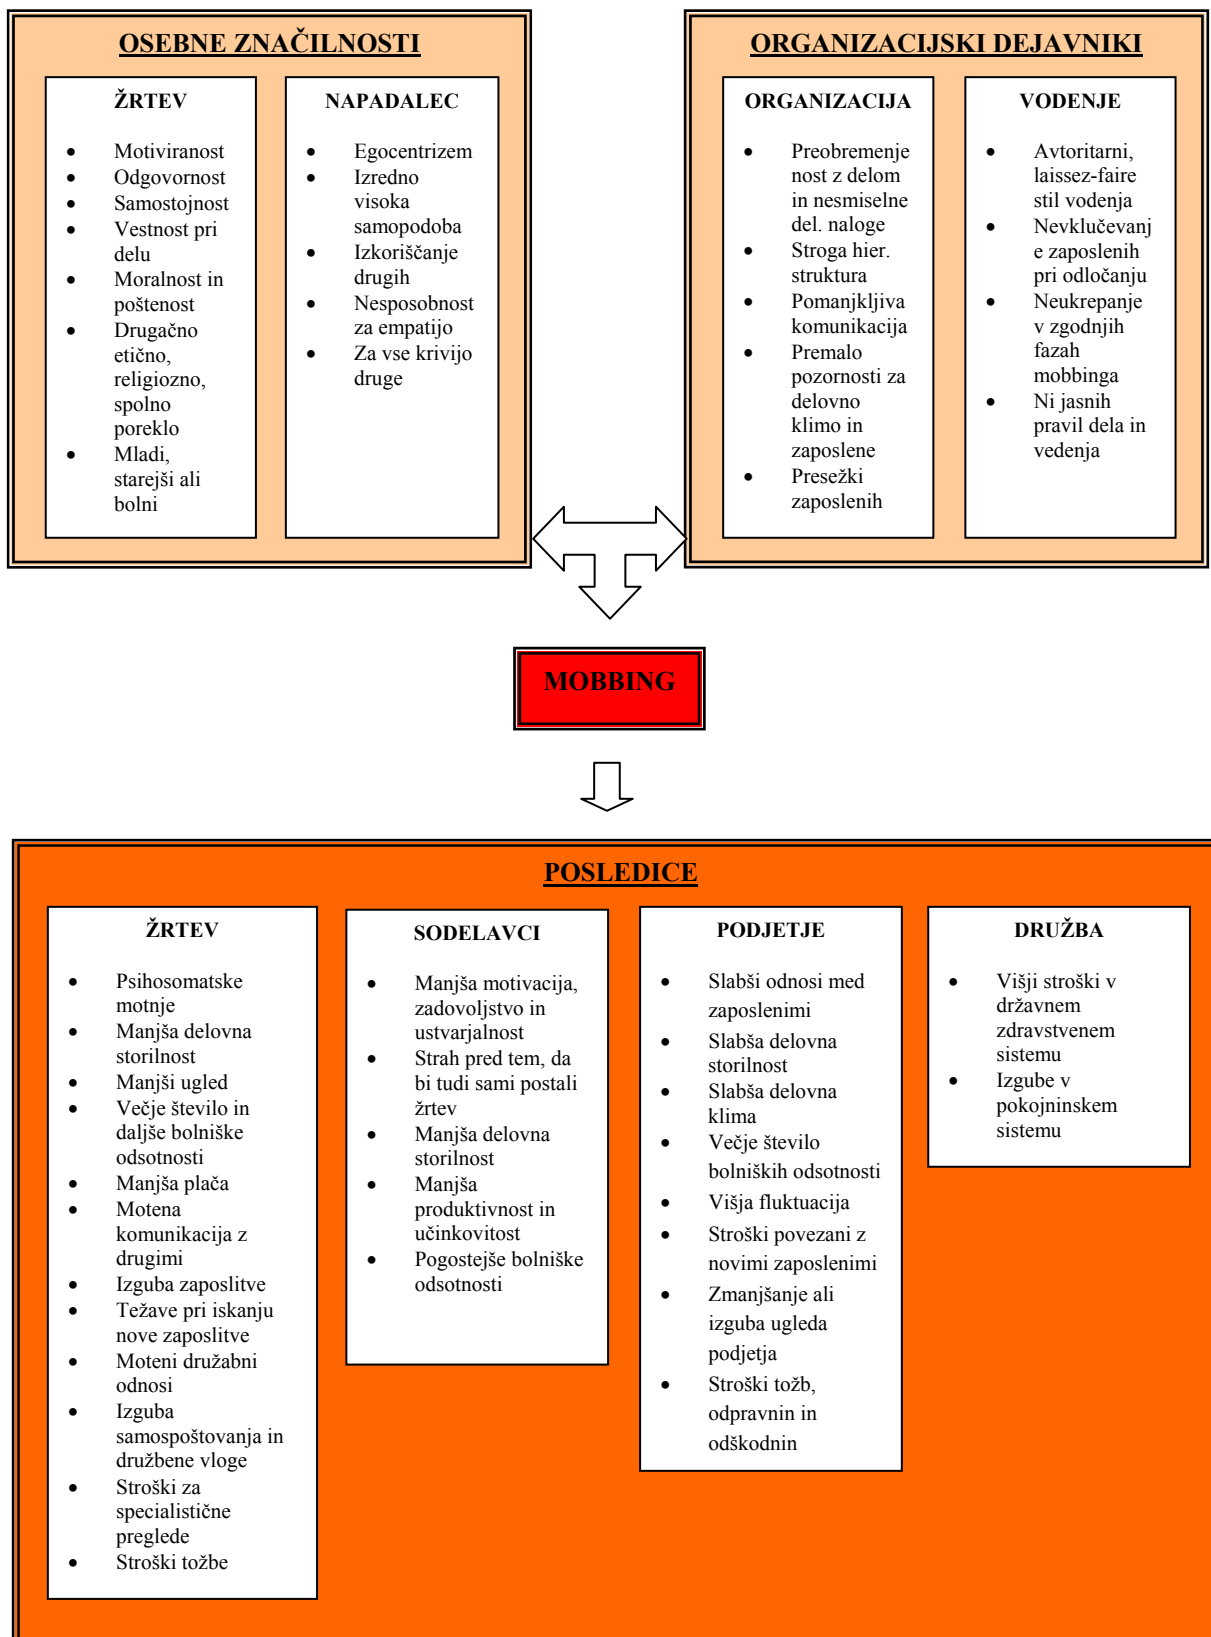 OSEBNE ZNAČILNOSTI
ŽRTEV
• Motiviranost
• Odgovornost
• Samostojnost
• Vestnost pri
delu
• Moralnost in
poštenost
• Drugačno
etično,
religiozno,
spolno
poreklo
• Mladi,
starejši ali
bolni
NAPADALEC
• Egocentrizem
• Izredno
visoka
samopodoba
• Izkoriščanje
drugih
• Nesposobnost
za empatijo
• Za vse krivijo
druge
ORGANIZACIJSKI DEJAVNIKI
ORGANIZACIJA
• Preobremenje
nost z delom
in nesmiselne
del. naloge
• Stroga hier.
struktura
• Pomanjkljiva
komunikacija
• Premalo
pozornosti za
delovno
klimo in
zaposlene
• Presežki
zaposlenih
VODENJE
• Avtoritarni,
laissez-faire
stil vodenja
• Nevklučevanj
e zaposlenih
pri odločanju
• Neukrepanje
v zgodnjih
fazah
mobbinga
• Ni jasnih
pravil dela in
vedenja
MOBBING
POSLEDICE
ŽRTEV
• Psihosomatske
motnje
• Manjša delovna
storilnost
• Manjši ugled
• Večje število in
daljše bolniške
odsotnosti
• Manjša plača
• Motena
komunikacija z
drugimi
• Izguba zaposlitve
• Težave pri iskanju
nove zaposlitve
• Moteni družabni
odnosi
• Izguba
samospoštovanja in
družbene vloge
• Stroški za
specialistične
preglede
• Stroški tožbe
SODELAVCI
• Manjša motivacija,
zadovoljstvo in
ustvarjalnost
• Strah pred tem, da
bi tudi sami postali
žrtev
• Manjša delovna
storilnost
• Manjša
produktivnost in
učinkovitost
• Pogostejše bolniške
odsotnosti
PODJETJE
• Slabši odnosi med
zaposlenimi
• Slabša delovna
storilnost
• Slabša delovna
klima
• Večje število
bolniških odsotnosti
• Višja fluktuacija
• Stroški povezani z
novimi zaposlenimi
• Zmanjšanje ali
izguba ugleda
podjetja
• Stroški tožb,
odpravnin in
odškodnin
DRUŽBA
• Višji stroški v
državnem
zdravstvenem
sistemu
• Izgube v
pokojninskem
sistemu